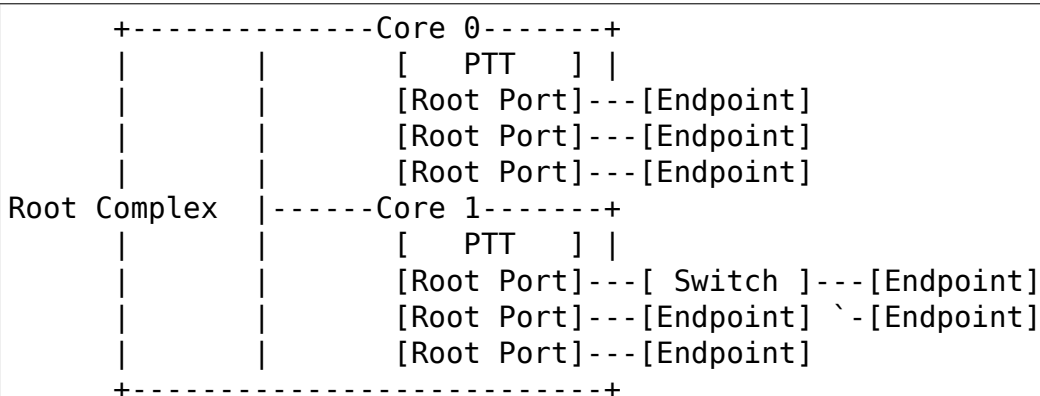 +--------------Core 0-------+
      |       |       [   PTT   ] |
      |       |       [Root Port]---[Endpoint]
      |       |       [Root Port]---[Endpoint]
      |       |       [Root Port]---[Endpoint]
Root Complex  |------Core 1-------+
      |       |       [   PTT   ] |
      |       |       [Root Port]---[ Switch ]---[Endpoint]
      |       |       [Root Port]---[Endpoint] `-[Endpoint]
      |       |       [Root Port]---[Endpoint]
      +---------------------------+